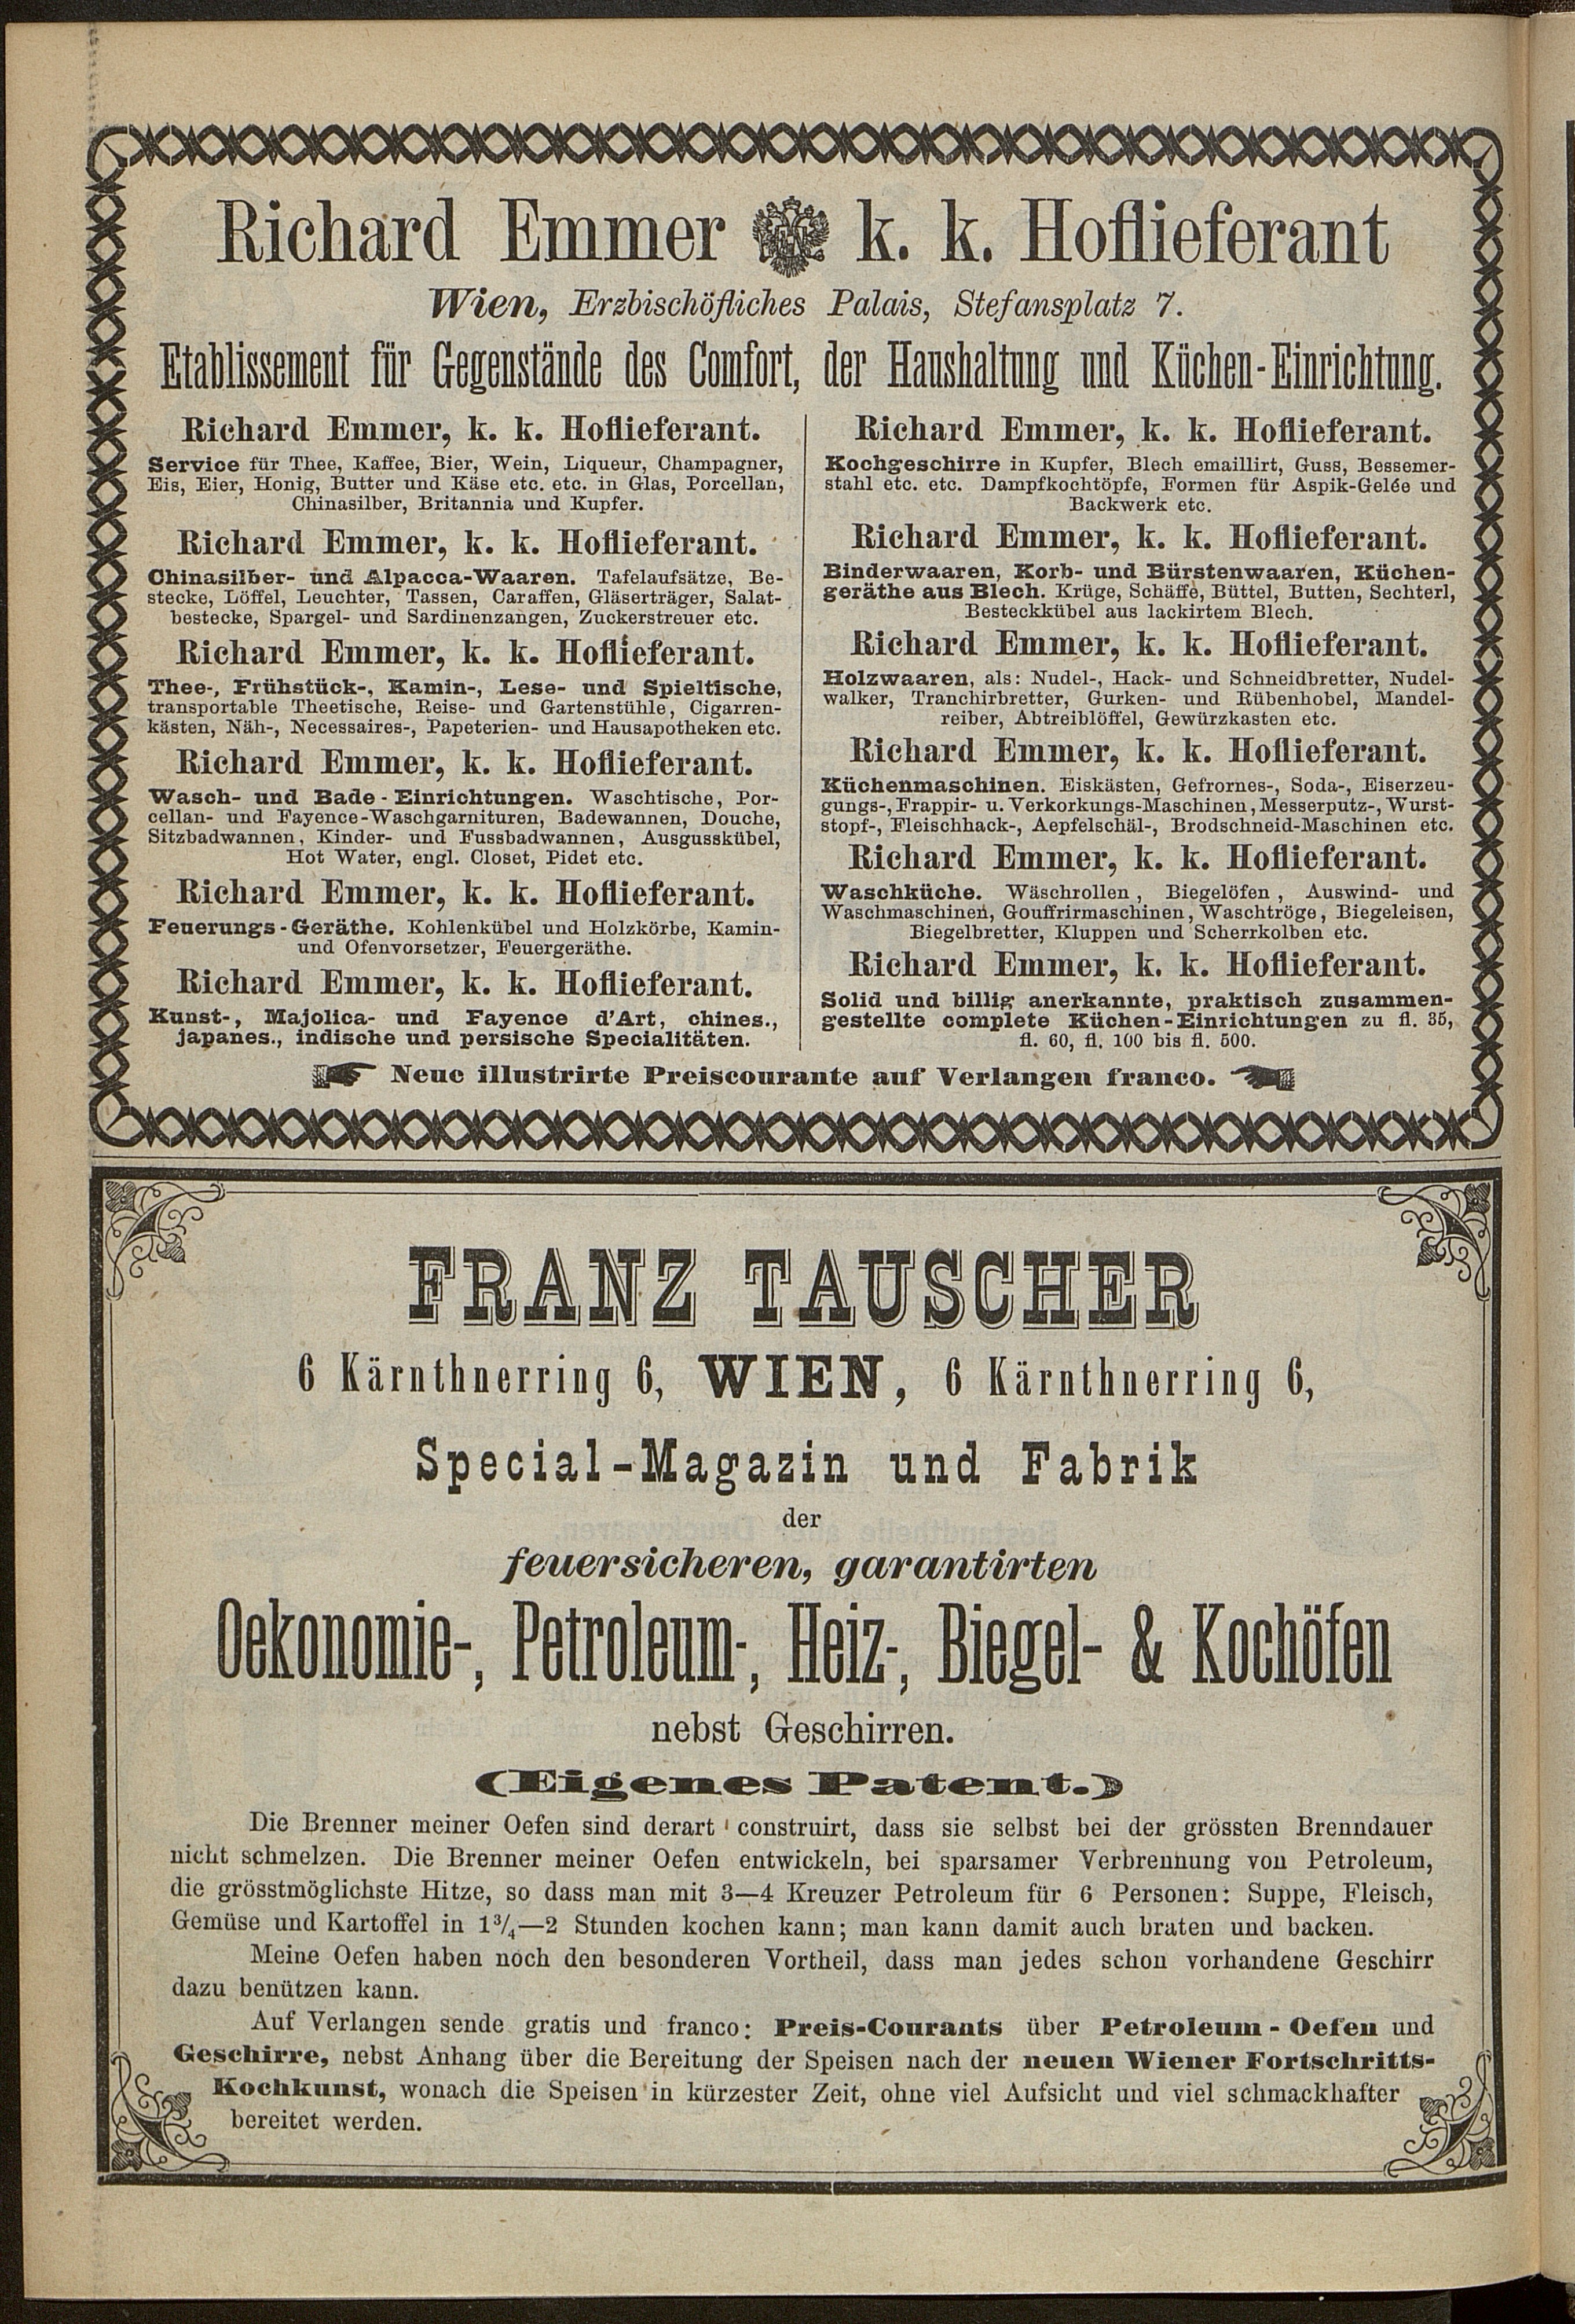 Richard Emmer k. k. Hoflieferant
Wien, Erzbischöfliches Palais, Stefansplatz 7.
Etablissement für Gegenstände des Comfort, der Haushaltung und Küchen-Einrichtung.
Richard Emmer, k. k. Hoflieferant.
Service für Thee, Kaffee, Bier, Wein, Liqueur, Champagner,
Eis, Eier, Honig, Butter und Käse etc. etc. in Glas, Porcellan,
Chinasilber, Britannia und Kupfer.
Richard Emmer, k. k. Hoflieferant.
Chinasilber- und Alpacca-Waaren. Tafelaufsätze, Be-
stecke, Löffel, Leuchter, Tassen, Caraffen, Gläserträger, Salat-
bestecke, Spargel- und Sardinenzangen, Zuckerstreuer etc.
Richard Emmer, k. k. Hoflieferant.
Thee-, Frühstück-, Kamin-, Lese- und Spieltische,
transportable Theetische, Reise- und Gartenstühle, Cigarren-
kästen, Näh-, Necessaires-, Papeterien- und Hausapotheken etc.
Richard Emmer, k. k. Hoflieferant.
Wasch- und Bade-Einrichtungen. Waschtische, Por-
cellan- und Fayence-Waschgarnituren, Badewannen, Douche,
Sitzbadwannen, Kinder- und Fussbadwannen, Ausgusskübel,
Hot Water, engl. Closet, Pidet etc.
Richard Emmer, k. k. Hoflieferant.
Feuerungs-Geräthe. Kohlenkübel und Holzkörbe, Kamin-
und Ofenvorsetzer, Feuergeräthe.
Richard Emmer, k. k. Hoflieferant.
Kunst-, Majolica- und Fayence d'Art, chines.,
japanes., indische und persische Specialitäten.
Richard Emmer, k. k. Hoflieferant.
Kochgeschirre in Kupfer, Blech emaillirt, Guss, Bessemer-
stahl etc. etc. Dampfkochtöpfe, Formen für Aspik-Gelée und
Backwerk etc.
Richard Emmer, k. k. Hoflieferant.
Binderwaaren, Korb- und Bürstenwaaren, Küchen-
geräthe aus Blech. Krüge, Schäffe, Büttel, Butten, Sechterl,
Besteckkübel aus lackirtem Blech.
Richard Emmer, k. k. Hoflieferant.
Holzwaaren, als: Nudel-, Hack- und Schneidbretter, Nudel-
walker, Tranchirbretter, Gurken- und Rübenhobel, Mandel-
reiber, Abtreiblöffel, Gewürzkasten etc.
Richard Emmer, k. k. Hoflieferant.
Küchenmaschinen. Eiskästen, Gefrornes-, Soda-, Eiserzeu-
gungs-, Frappir- u. Verkorkungs-Maschinen, Messerputz-, Wurst-
stopf-, Fleischhack-, Aepfelschäl-, Brodschneid-Maschinen etc.
Richard Emmer, k. k. Hoflieferant.
Waschküche. Wäschrollen, Biegelöfen, Auswind- und
Waschmaschinen, Gouffrirmaschinen, Waschtröge, Biegeleisen,
Biegelbretter, Kluppen und Scherrkolben etc.
Richard Emmer, k. k. Hoflieferant.
Solid und billig anerkannte, praktisch zusammen-
gestellte complete Küchen-Einrichtungen zu fl. 35,
fl. 60, fl. 100 bis fl. 500.
Neue illustrirte Preiscourante auf Verlangen franco.
FRANZ TAUSCHER
6 Kärnthnerring 6, WIEN, 6 Kärnthnerring 6,
Special-Magazin und Fabrik
der
feuersicheren, garantirten
Oekonomie-, Petroleum-, Heiz-, Biegel- & Kochöfen
nebst Geschirren.
(Eigenes Patent.)
Die Brenner meiner Oefen sind derart construirt, dass sie selbst bei der grössten Brenndauer
nicht schmelzen. Die Brenner meiner Oefen entwickeln, bei sparsamer Verbrennung von Petroleum,
die grösstmöglichste Hitze, so dass man mit 3—4 Kreuzer Petroleum für 6 Personen: Suppe, Fleisch,
Gemüse und Kartoffel in 1¾—2 Stunden kochen kann; man kann damit auch braten und backen.
Meine Oefen haben noch den besonderen Vortheil, dass man jedes schon vorhandene Geschirr
dazu benützen kann.
Auf Verlangen sende gratis und franco: Preis-Courants über Petroleum-Oefen und
Geschirre, nebst Anhang über die Bereitung der Speisen nach der neuen Wiener Fortschritts-
Kochkunst, wonach die Speisen in kürzester Zeit, ohne viel Aufsicht und viel schmackhafter
bereitet werden.